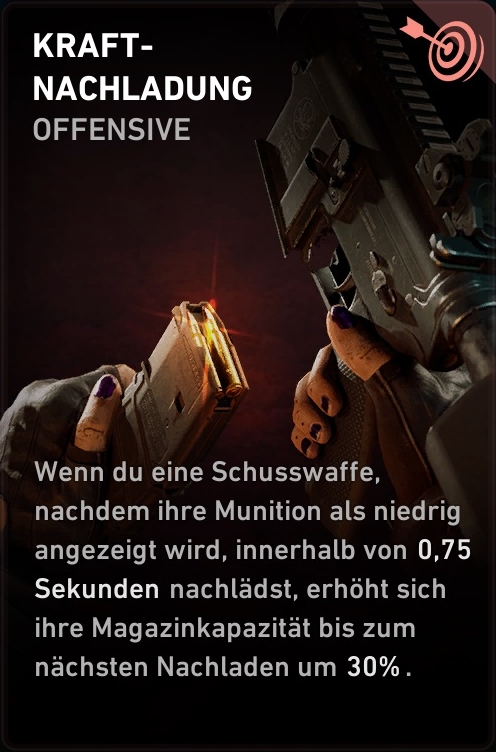 KRAFT-
NACHLADUNG
OFFENSIVE
Wenn du eine Schusswaffe,
nachdem ihre Munition als niedrig
angezeigt wird, innerhalb von 0,75
Sekunden nachlädst, erhöht sich
ihre Magazinkapazität bis zum
nächsten Nachladen um 30%.